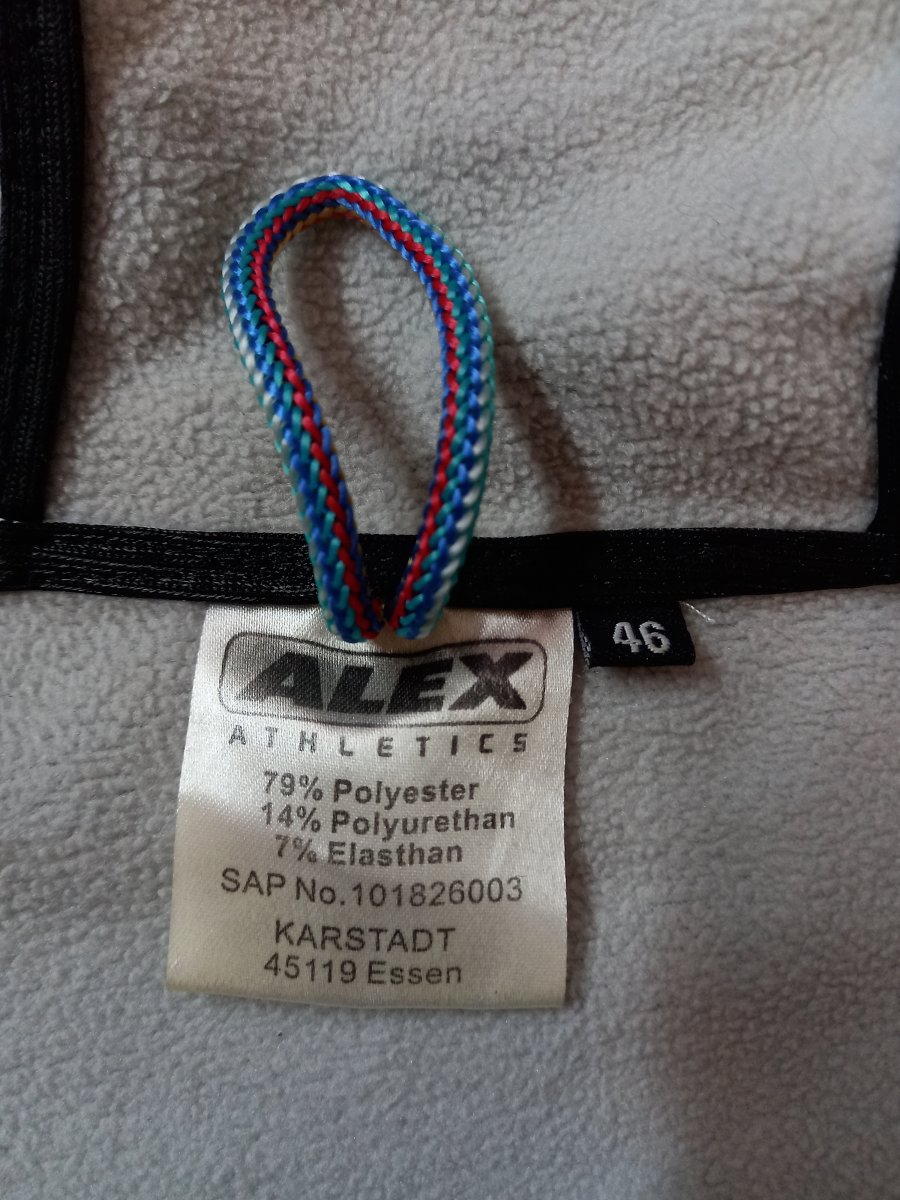 ALEX
ATHLETICS
79% Polyester
14% Polyurethan
7% Elasthan
SAP No.101826003
KARSTADT
45119 Essen
46